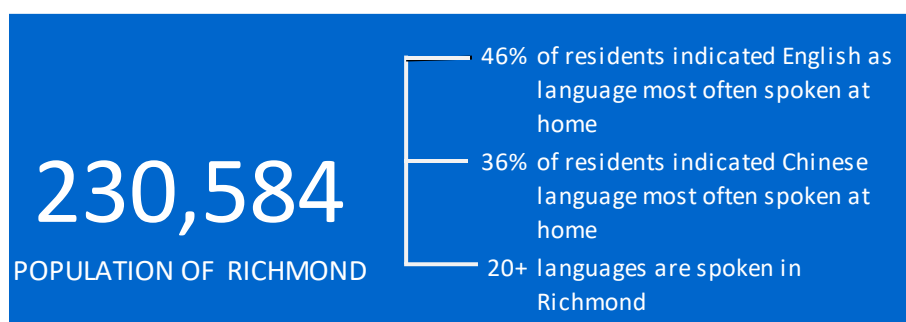 230,584
POPULATION OF RICHMOND
46% of residents indicated English as
language most often spoken at
home
36% of residents indicated Chinese
language most often spoken at
home
20+ languages are spoken in
Richmond